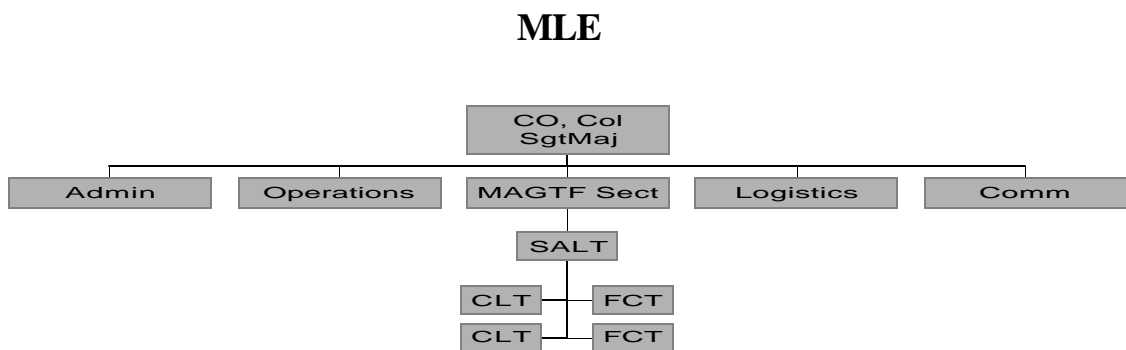 MLE
CO, Col
SgtMaj
Admin
Operations
MAGTF Sect
Logistics
Comm
SALT
CLT
FCT
CLT
FCT